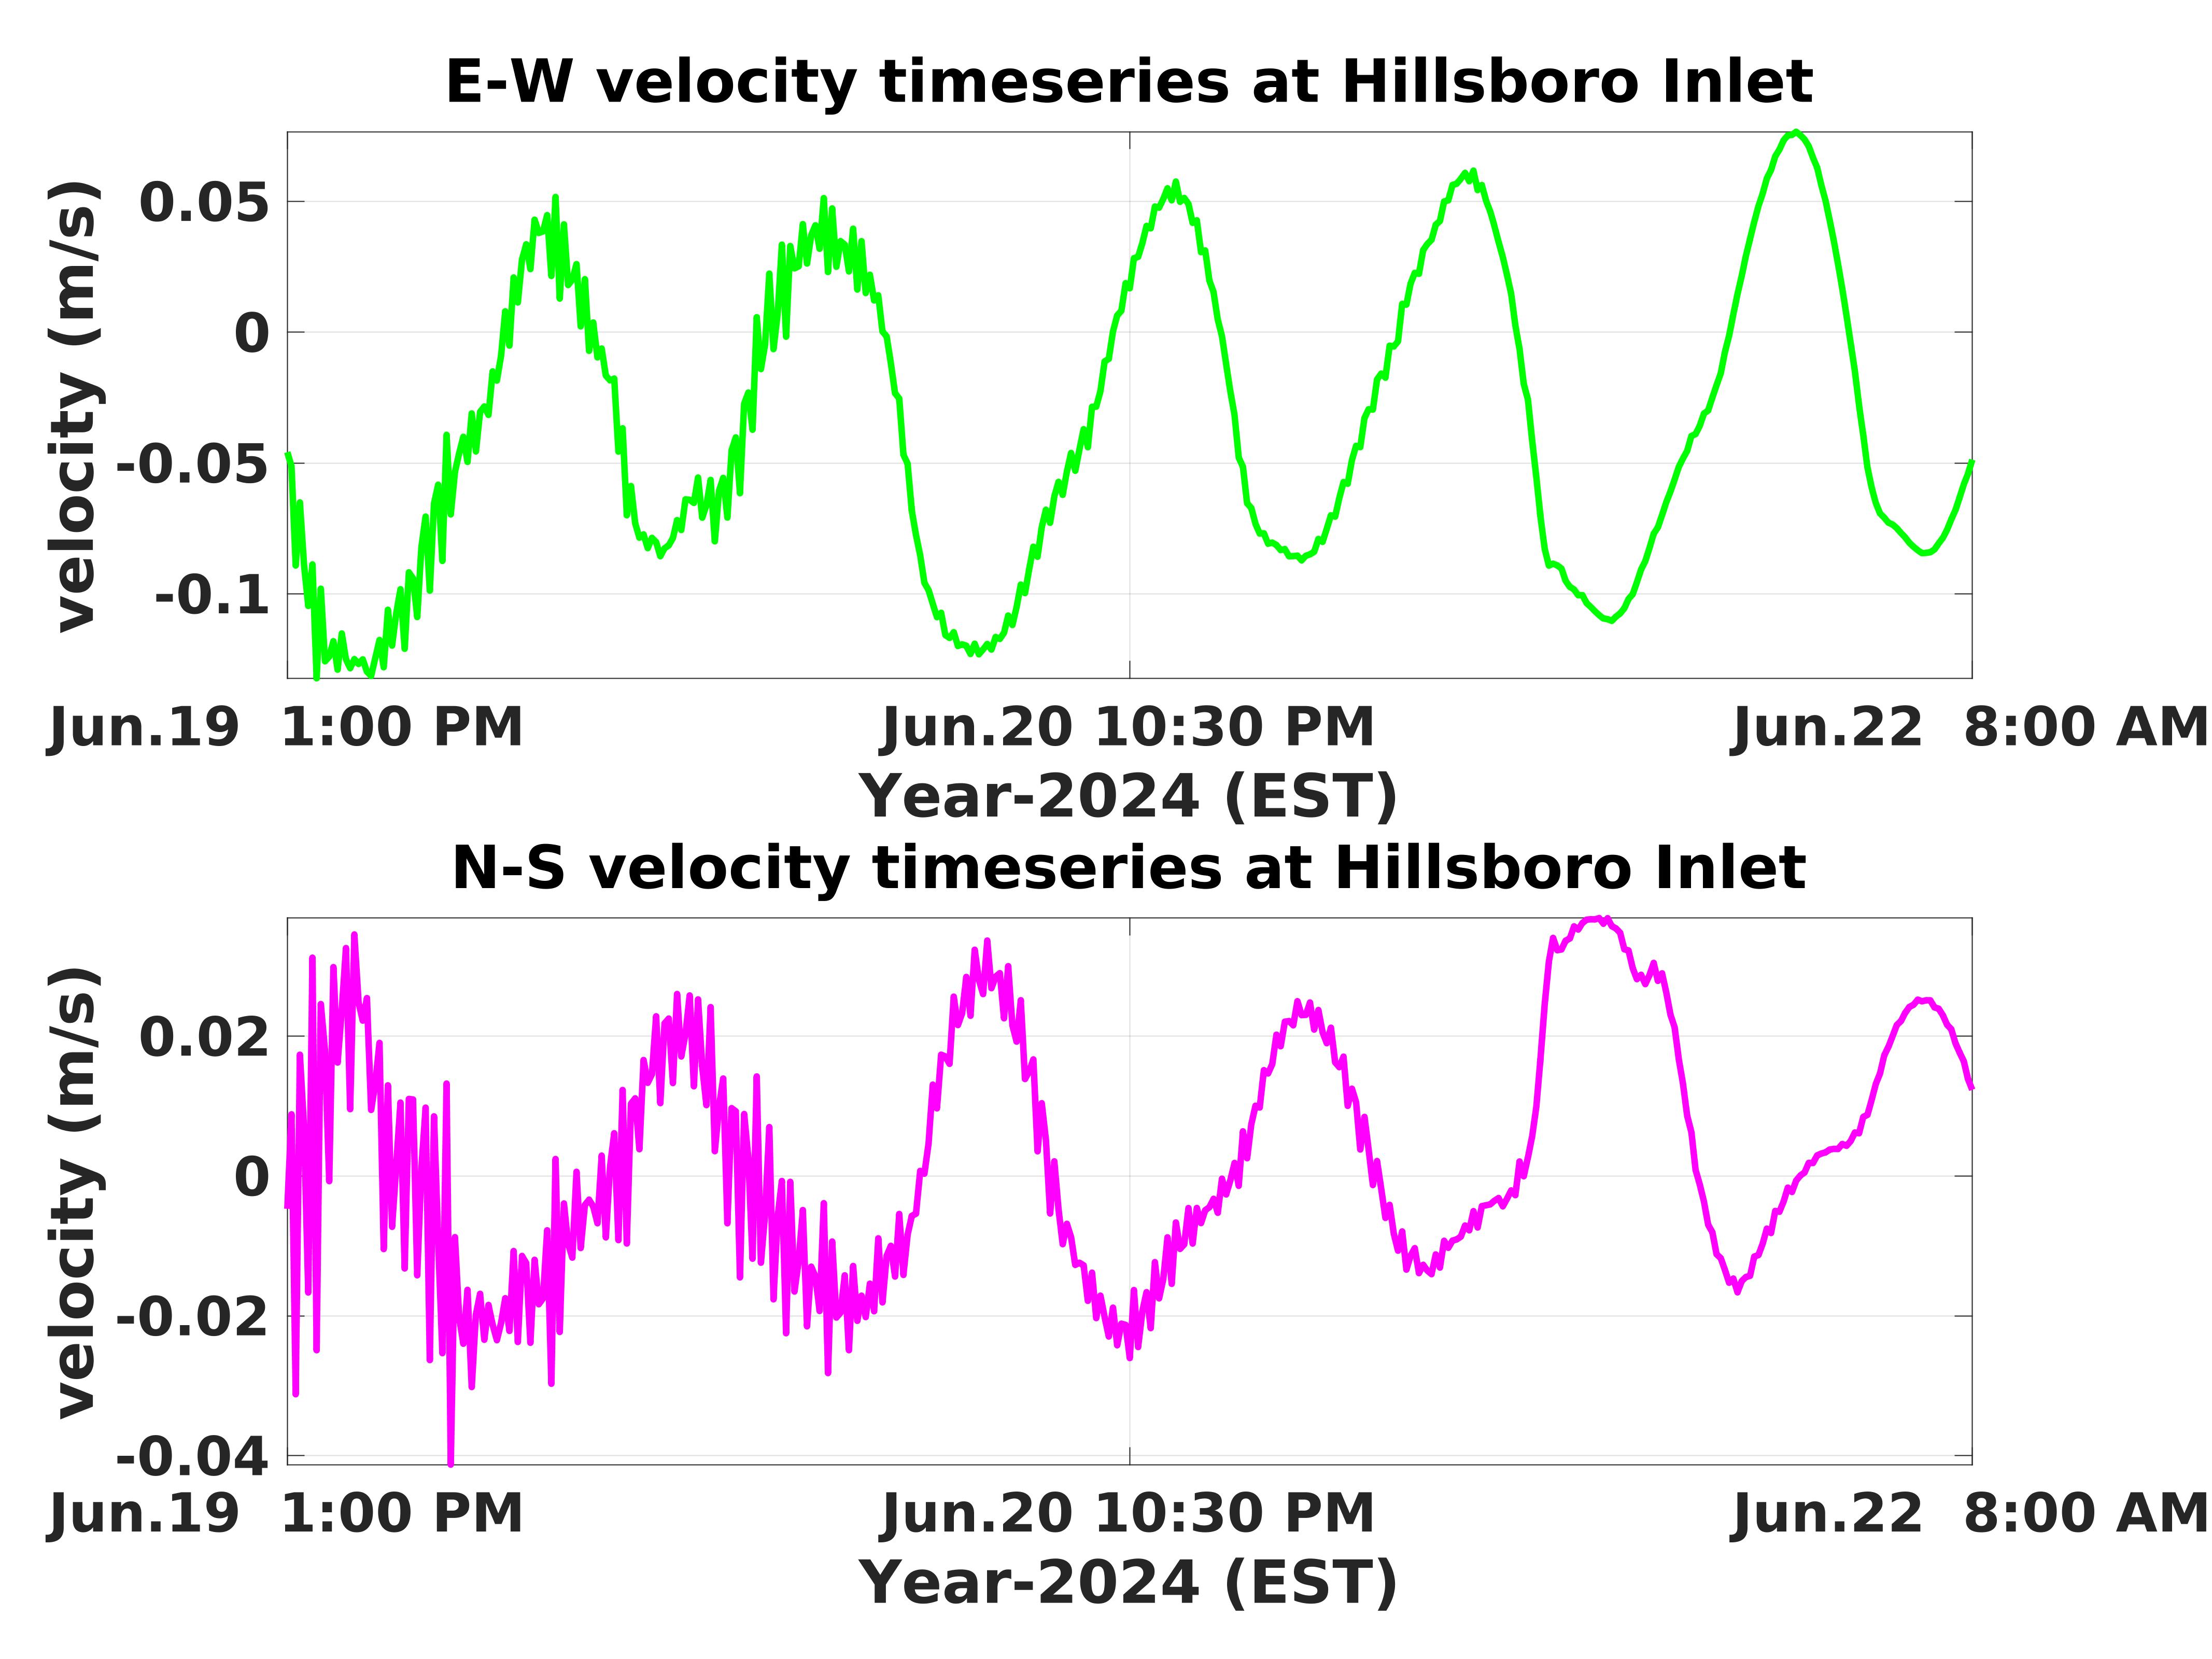 E-W velocity timeseries at Hillsboro Inlet
velocity (m/s)
0.05
0
-0.05
-0.1
Jun.19  1:00 PM Jun.20 10:30 PM Jun.22  8:00 AM
Year-2024 (EST)
N-S velocity timeseries at Hillsboro Inlet
velocity (m/s)
0.02
0
-0.02
-0.04
Jun.19  1:00 PM Jun.20 10:30 PM Jun.22  8:00 AM
Year-2024 (EST)